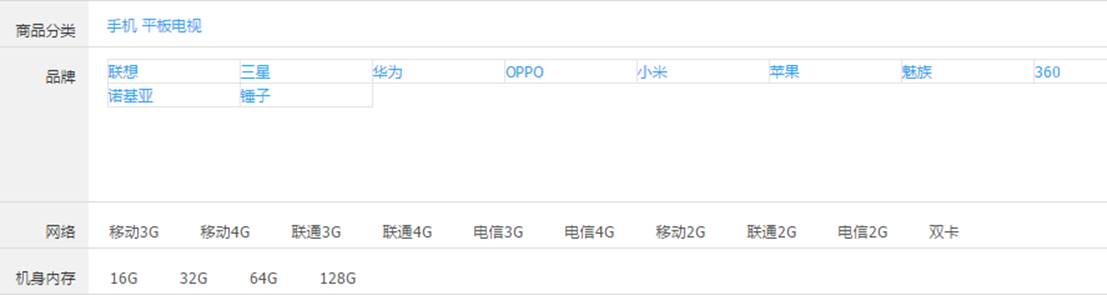 商品分类 手机 平板电视
品牌 联想 三星 华为 OPPO 小米 苹果 魅族 360
诺基亚 锤子
网络 移动3G 移动4G 联通3G 联通4G 电信3G 电信4G 移动2G 联通2G 电信2G 双卡
机身内存 16G 32G 64G 128G